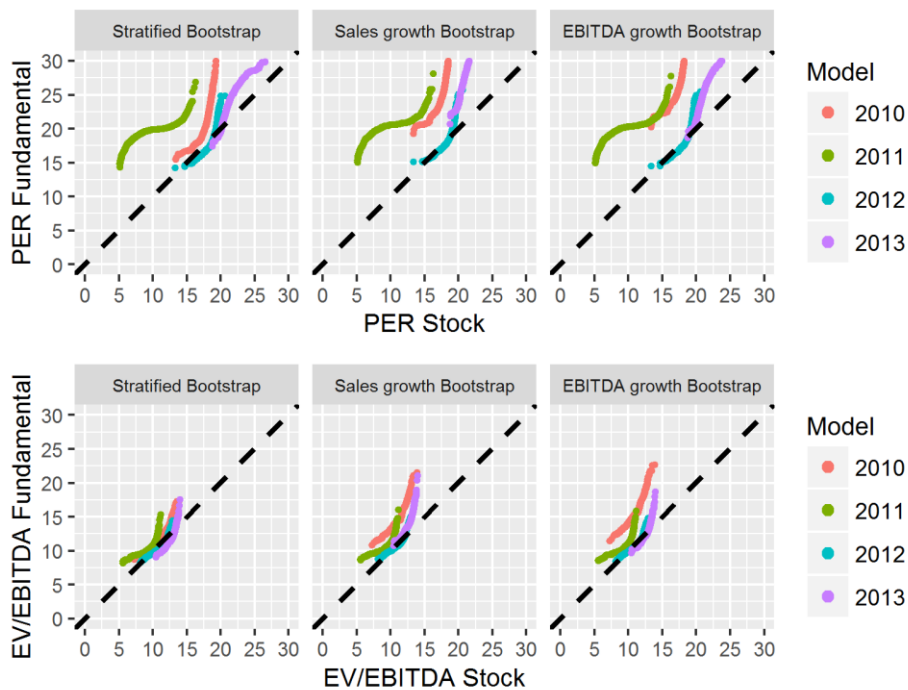 Stratified Bootstrap Sales growth Bootstrap EBITDA growth Bootstrap
PER Fundamental
30
25
20
15
10
5
0
0 5 10 15 20 25 30 0 5 10 15 20 25 30 0 5 10 15 20 25 30
PER Stock
Model
2010
2011
2012
2013
Stratified Bootstrap Sales growth Bootstrap EBITDA growth Bootstrap
EV/EBITDA Fundamental
30
25
20
15
10
5
0
0 5 10 15 20 25 30 0 5 10 15 20 25 30 0 5 10 15 20 25 30
EV/EBITDA Stock
Model
2010
2011
2012
2013